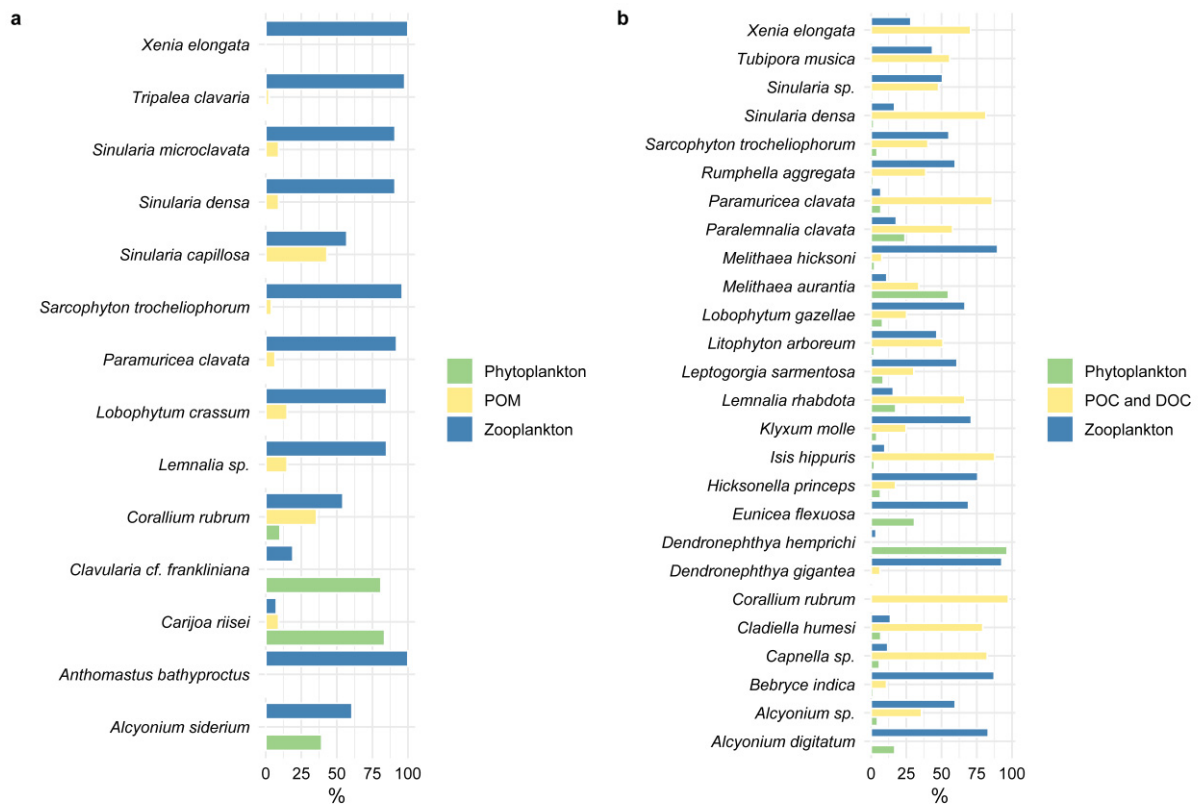 a
Xenia elongata
Tripalea clavaria
Sinularia microclavata
Sinularia densa
Sinularia capillosa
Sarcophyton trocheliophorum
Paramuricea clavata
Lobophytum crassum
Lemnalia sp.
Corallium rubrum
Clavularia cf. frankliniana
Carijoa riisei
Anthomastus bathyproctus
Alcyonium siderium
0 25 50 75 100
%
Phytoplankton
POM
Zooplankton
b
Xenia elongata
Tubipora musica
Sinularia sp.
Sinularia densa
Sarcophyton trocheliophorum
Rumphella aggregata
Paramuricea clavata
Paralemnalia clavata
Melithaea hicksoni
Melithaea aurantia
Lobophytum gazellae
Litophyton arboreum
Leptogorgia sarmentosa
Lemnalia rhabdota
Klyxum molle
Isis hippuris
Hicksonella princeps
Eunicea flexuosa
Dendronephthya hemprichi
Dendronephthya gigantea
Corallium rubrum
Cladiella humesi
Capnella sp.
Bebryce indica
Alcyonium sp.
Alcyonium digitatum
0 25 50 75 100
%
Phytoplankton
POC and DOC
Zooplankton